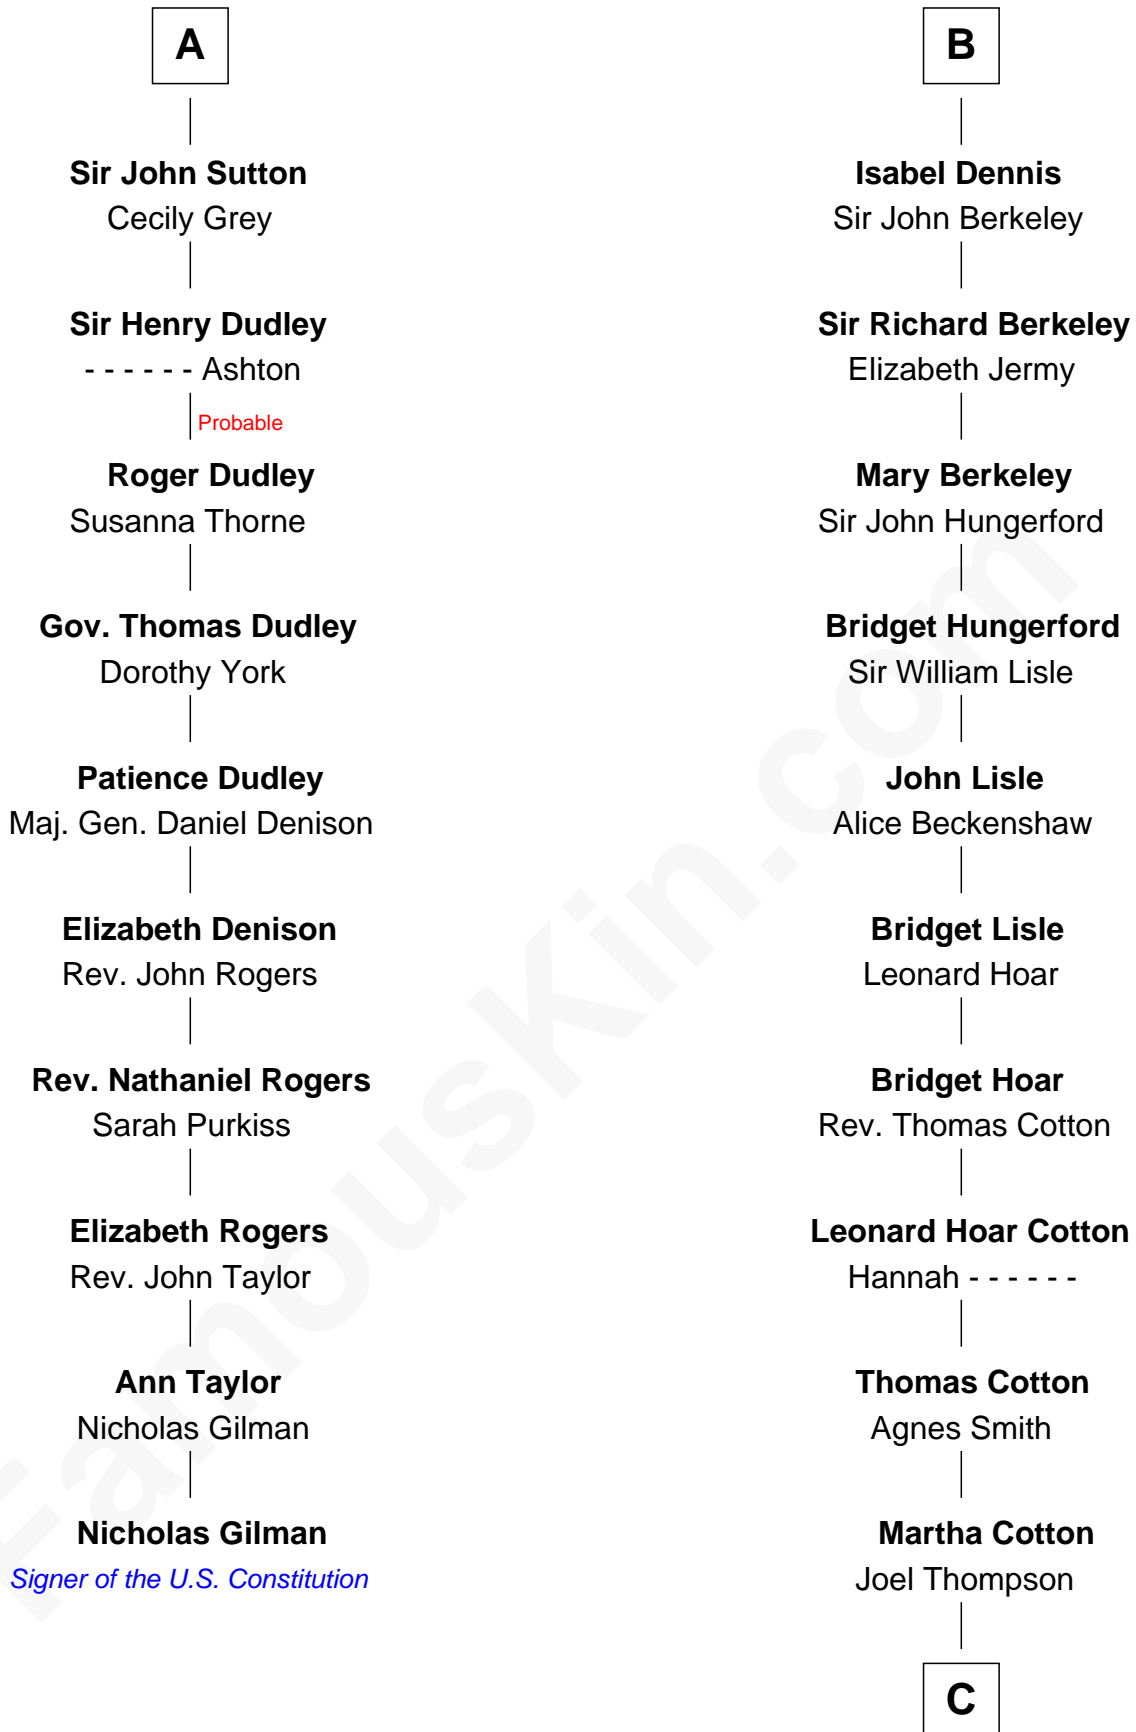 A
Sir John Sutton
Cecily Grey
Sir Henry Dudley
- - - - - - Ashton
Probable
Roger Dudley
Susanna Thorne
Gov. Thomas Dudley
Dorothy York
Patience Dudley
Maj. Gen. Daniel Denison
Elizabeth Denison
Rev. John Rogers
Rev. Nathaniel Rogers
Sarah Purkiss
Elizabeth Rogers
Rev. John Taylor
Ann Taylor
Nicholas Gilman
Nicholas Gilman
Signer of the U.S. Constitution
B
Isabel Dennis
Sir John Berkeley
Sir Richard Berkeley
Elizabeth Jermy
Mary Berkeley
Sir John Hungerford
Bridget Hungerford
Sir William Lisle
John Lisle
Alice Beckenshaw
Bridget Lisle
Leonard Hoar
Bridget Hoar
Rev. Thomas Cotton
Leonard Hoar Cotton
Hannah - - - - - -
Thomas Cotton
Agnes Smith
Martha Cotton
Joel Thompson
C
FamousKin.com